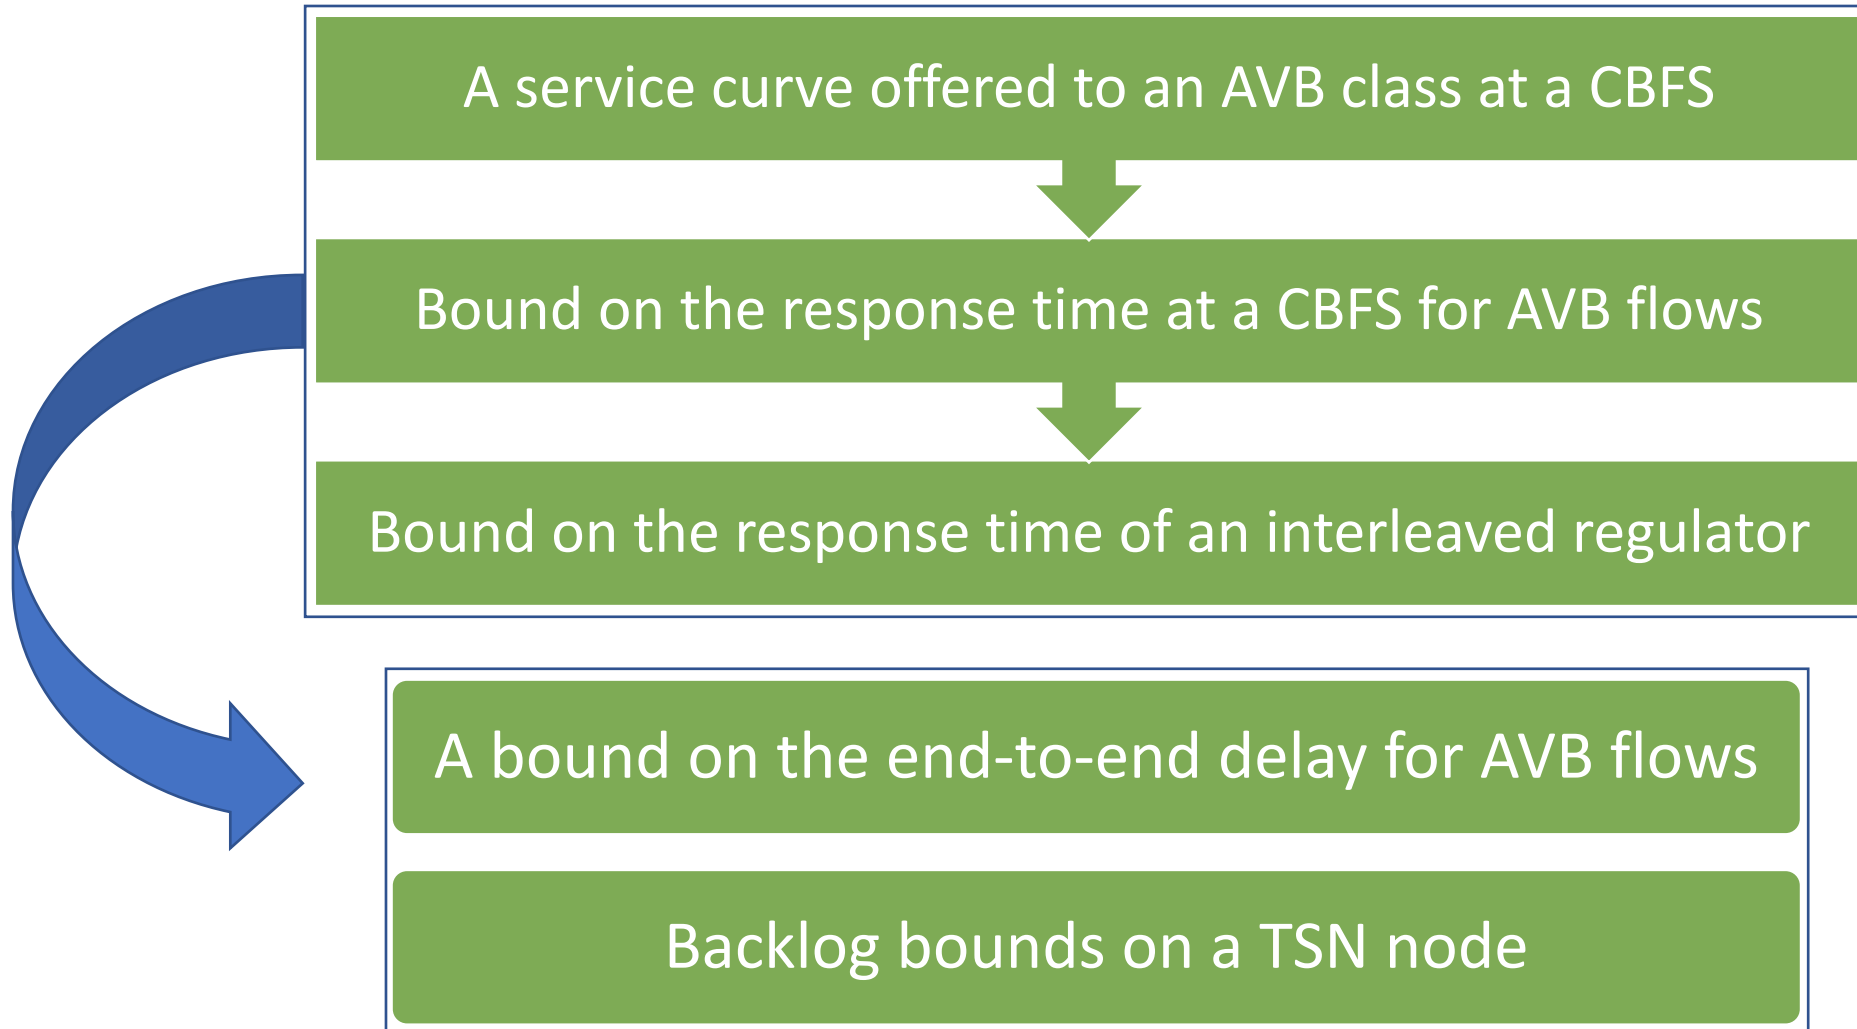 A service curve offered to an AVB class at a CBFS
Bound on the response time at a CBFS for AVB flows
Bound on the response time of an interleaved regulator
A bound on the end-to-end delay for AVB flows
Backlog bounds on a TSN node